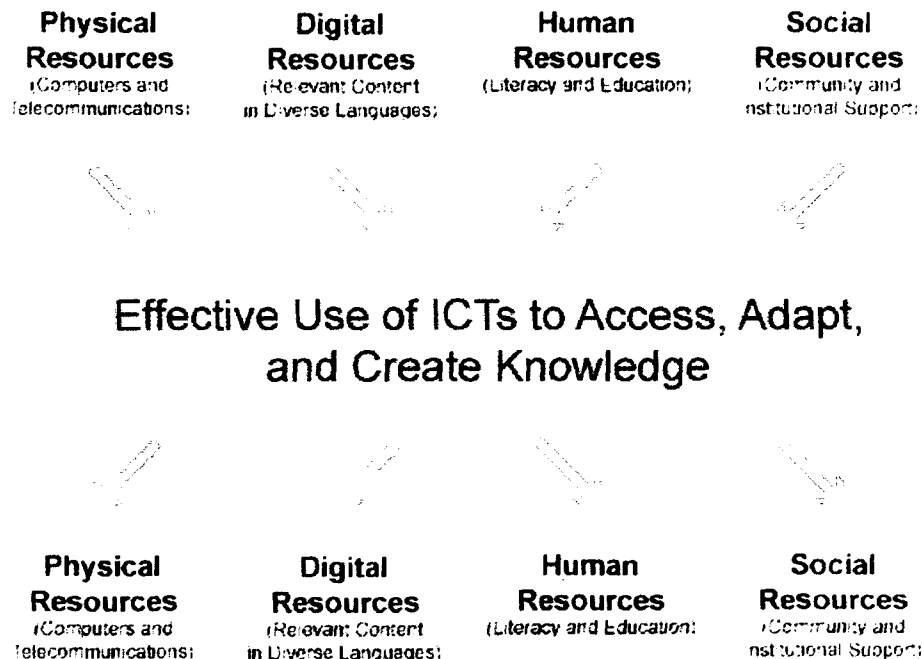 Physical
Resources
(Computers and
Telecommunications)
Digital
Resources
(Relevant Content
in Diverse Languages)
Human
Resources
(Literacy and Education)
Social
Resources
(Community and
Institutional Support)
Effective Use of ICTs to Access, Adapt,
and Create Knowledge
Physical
Resources
(Computers and
Telecommunications)
Digital
Resources
(Relevant Content
in Diverse Languages)
Human
Resources
(Literacy and Education)
Social
Resources
(Community and
Institutional Support)